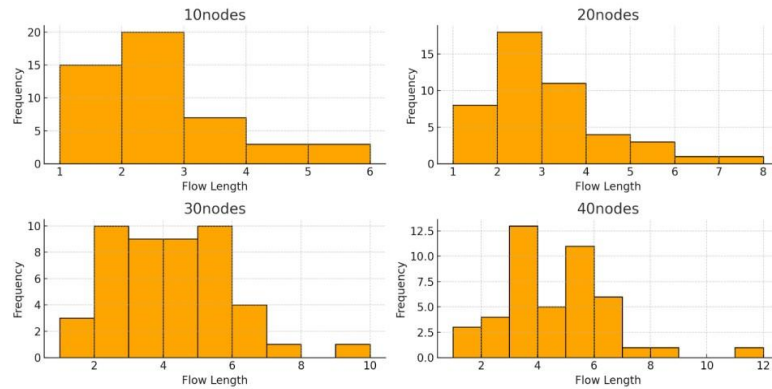 10nodes
Frequency
20
15
10
5
0
1 2 3 4 5 6
Flow Length
20nodes
Frequency
15
10
5
0
1 2 3 4 5 6 7 8
Flow Length
30nodes
Frequency
10
8
6
4
2
0
2 4 6 8 10
Flow Length
40nodes
Frequency
12.5
10.0
7.5
5.0
2.5
0.0
2 4 6 8 10 12
Flow Length